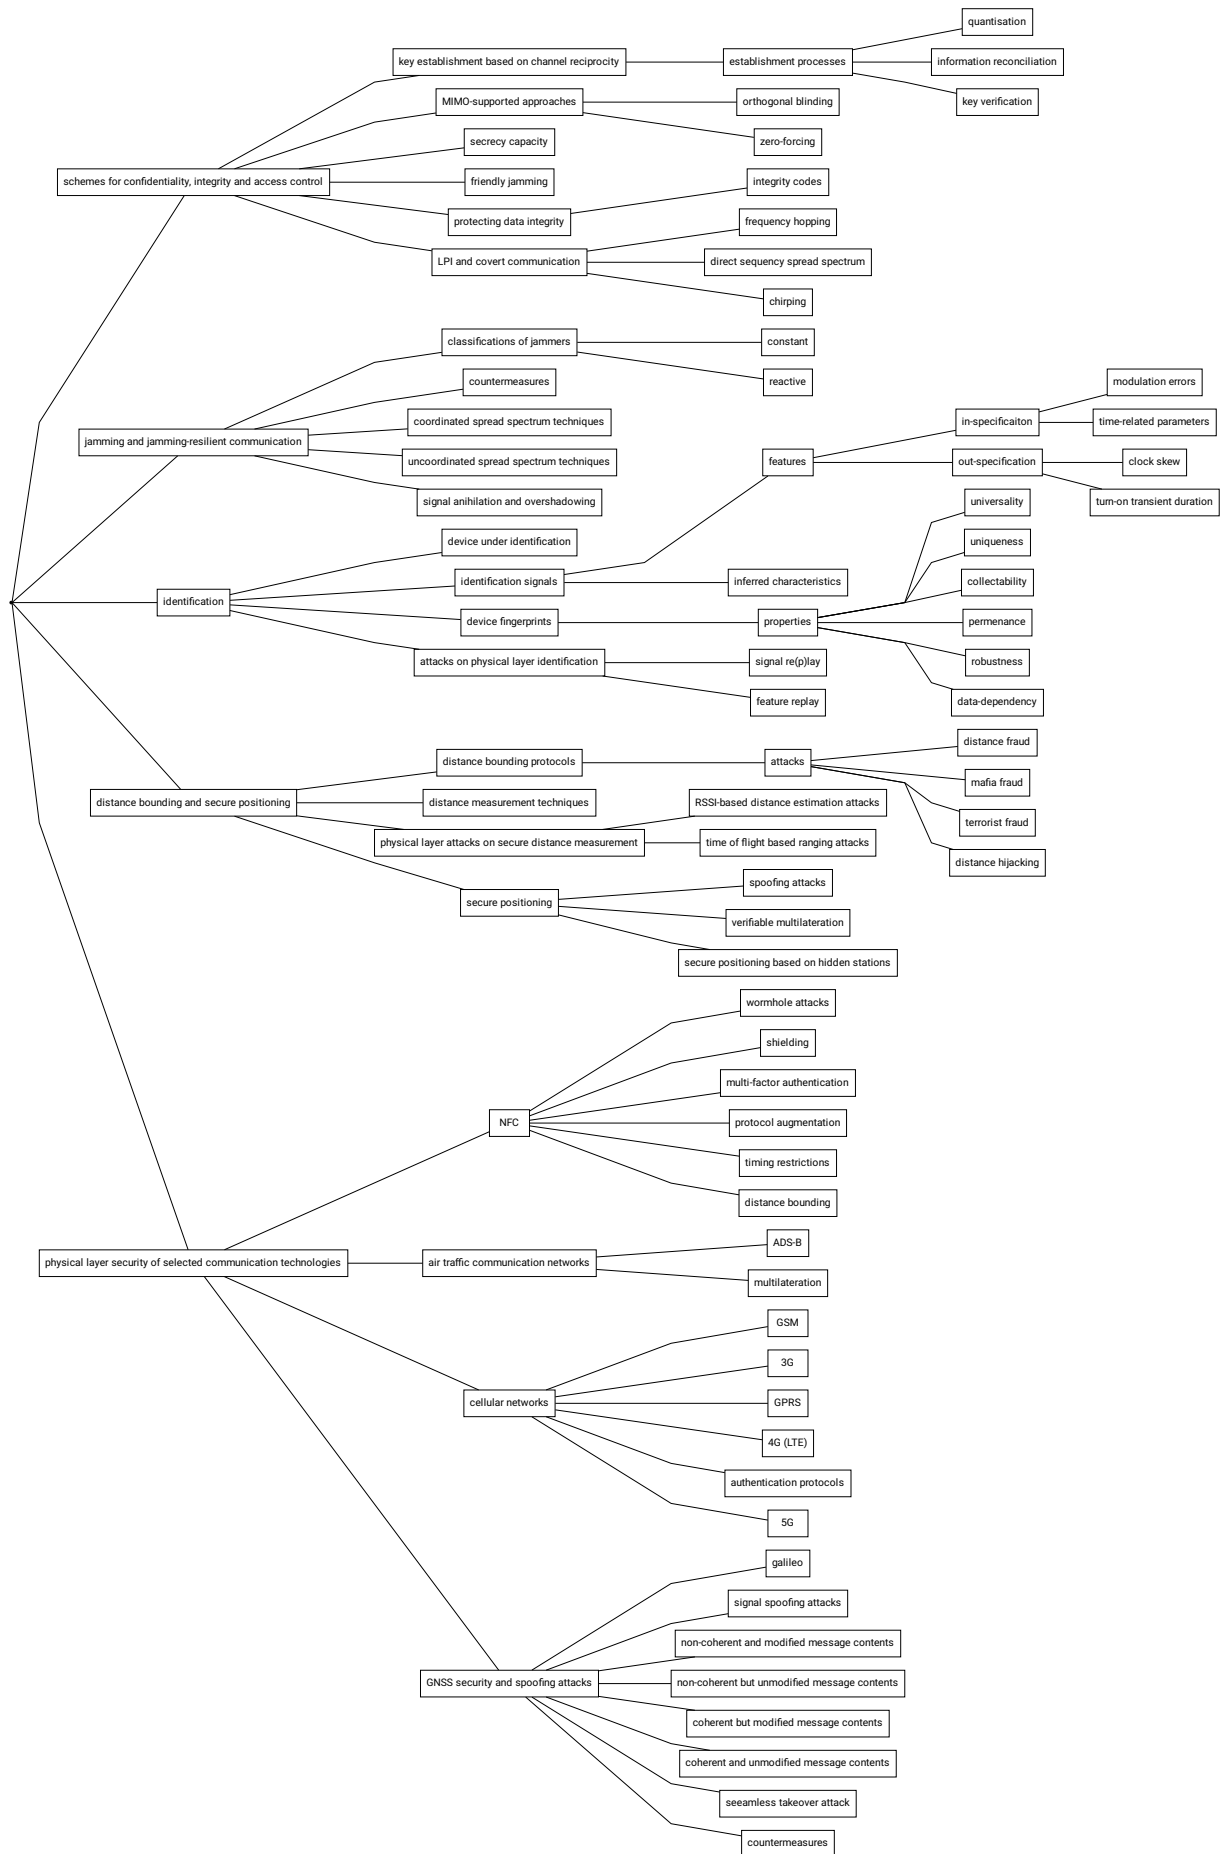 quantisation
key establishment based on channel reciprocity
establishment processes
information reconciliation
MIMO-supported approaches
orthogonal blinding
key verification
secrecy capacity
zero-forcing
schemes for confidentiality, integrity and access control
friendly jamming
integrity codes
protecting data integrity
frequency hopping
LPI and covert communication
direct sequency spread spectrum
chirping
classifications of jammers
constant
countermeasures
reactive
modulation errors
coordinated spread spectrum techniques
in-specificaiton
time-related parameters
jamming and jamming-resilient communication
uncoordinated spread spectrum techniques
features
out-specification
clock skew
signal anihilation and overshadowing
universality
turn-on transient duration
device under identification
uniqueness
identification signals
inferred characteristics
collectability
identification
device fingerprints
properties
permenance
attacks on physical layer identification
signal re(p)lay
robustness
feature replay
data-dependency
distance fraud
distance bounding protocols
attacks
mafia fraud
distance bounding and secure positioning
distance measurement techniques
RSSI-based distance estimation attacks
terrorist fraud
physical layer attacks on secure distance measurement
time of flight based ranging attacks
distance hijacking
spoofing attacks
secure positioning
verifiable multilateration
secure positioning based on hidden stations
wormhole attacks
shielding
multi-factor authentication
NFC
protocol augmentation
timing restrictions
distance bounding
ADS-B
physical layer security of selected communication technologies
air traffic communication networks
multilateration
GSM
3G
cellular networks
GPRS
4G (LTE)
authentication protocols
5G
galileo
signal spoofing attacks
non-coherent and modified message contents
GNSS security and spoofing attacks
non-coherent but unmodified message contents
coherent but modified message contents
coherent and unmodified message contents
seeamless takeover attack
countermeasures